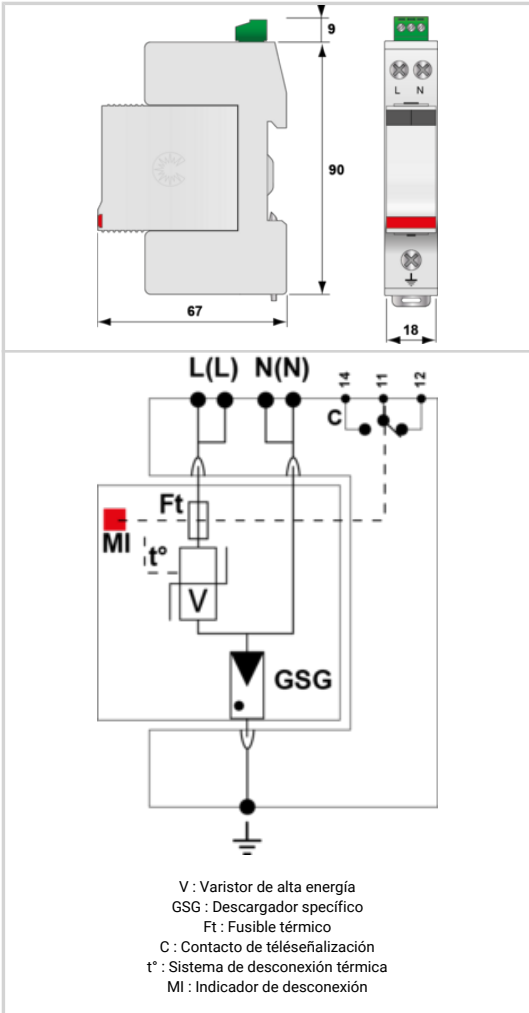 9
L N
90
67
18
L(L) N(N)
14 11 12
C
Ft
MI
t°
V
GSG
V : Varistor de alta energía
GSG : Descargador específico
Ft : Fusible térmico
C : Contacto de téléseñalización
t° : Sistema de desconexión térmica
MI : Indicador de desconexión